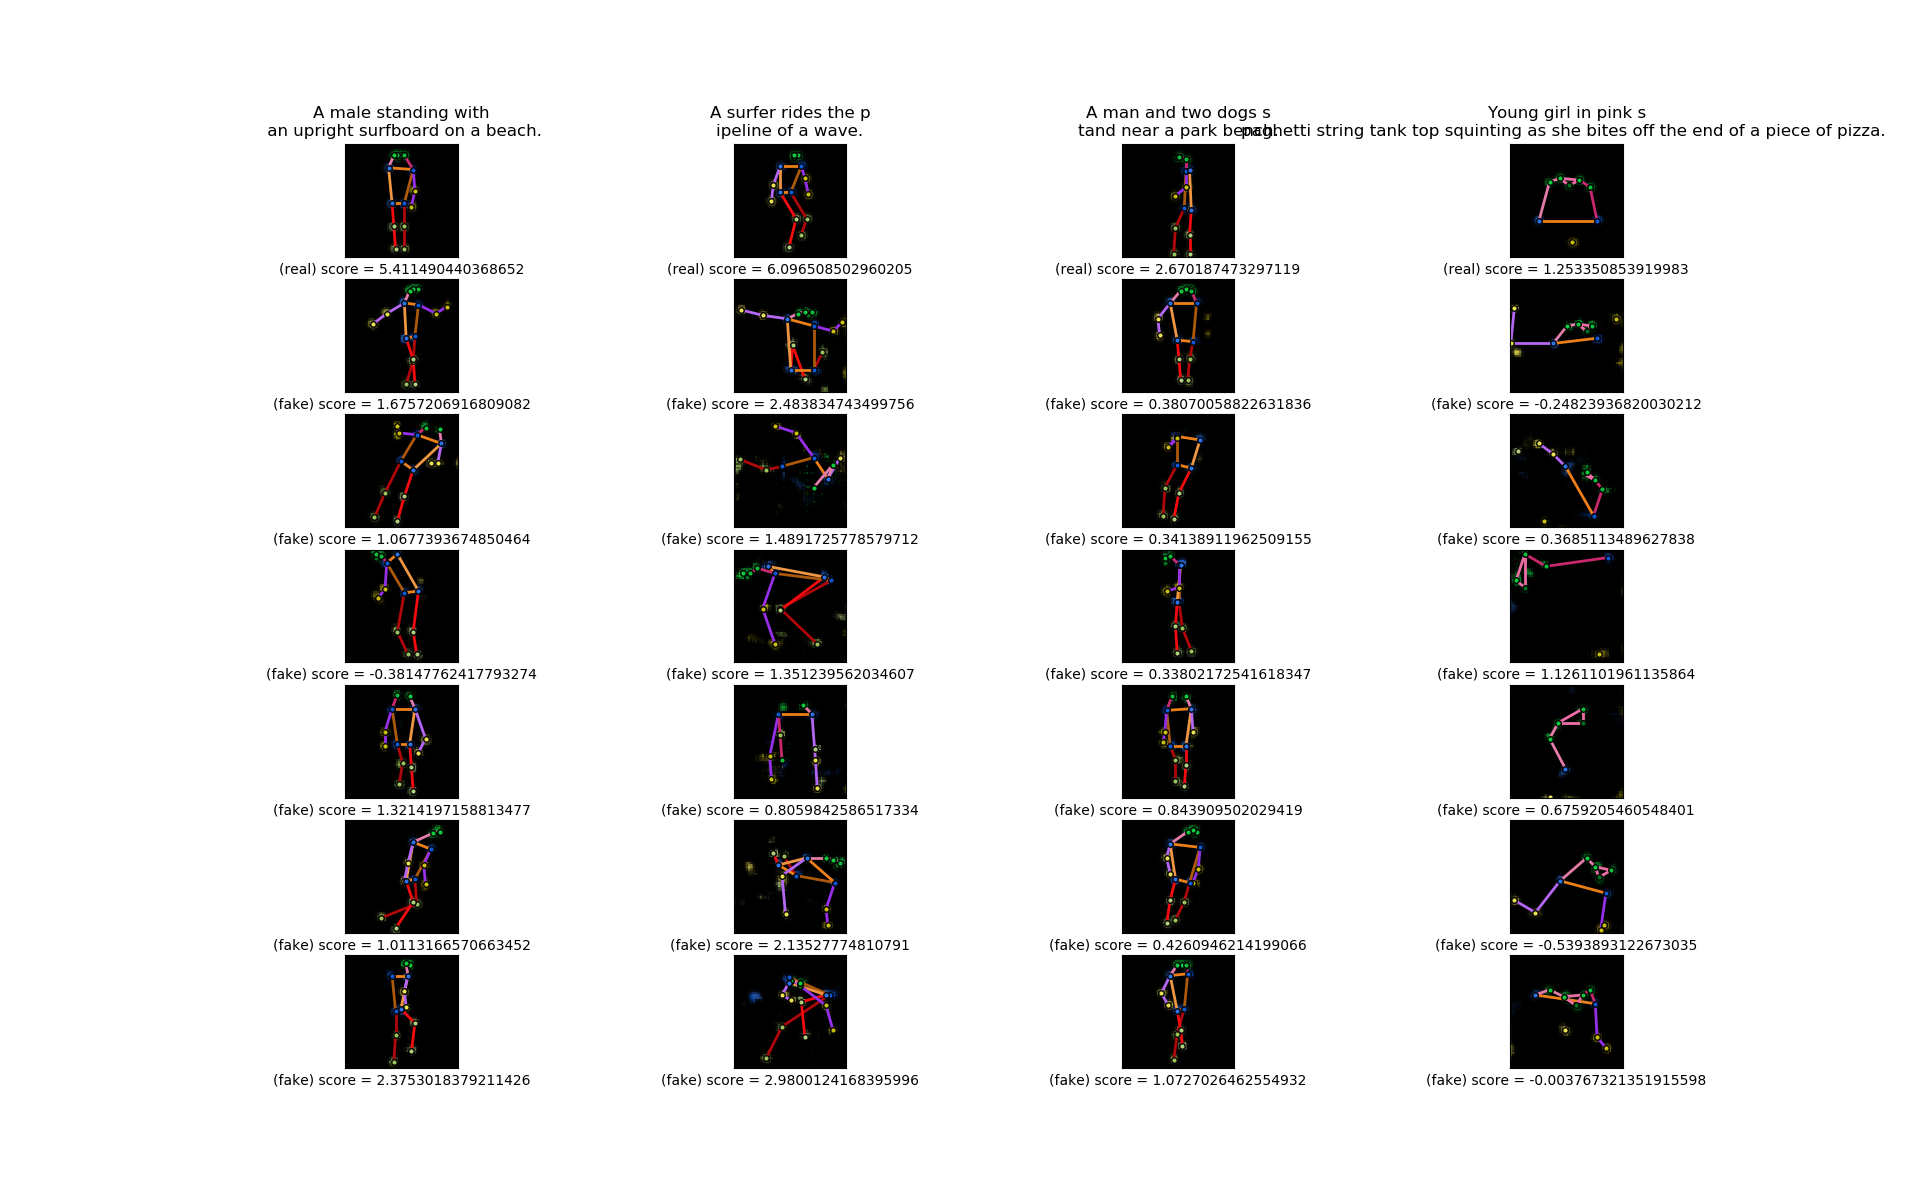 A male standing with
an upright surfboard on a beach.
A surfer rides the p
ipeline of a wave.
A man and two dogs s
tand near a park bench.
Young girl in pink s
paghetti string tank top squinting as she bites off the end of a piece of pizza.
(real) score = 5.411490440368652
(real) score = 6.096508502960205
(real) score = 2.670187473297119
(real) score = 1.253350853919983
(fake) score = 1.6757206916809082
(fake) score = 2.483834743499756
(fake) score = 0.38070058822631836
(fake) score = -0.24823936820030212
(fake) score = 1.0677393674850464
(fake) score = 1.4891725778579712
(fake) score = 0.34138911962509155
(fake) score = 0.3685113489627838
(fake) score = -0.38147762417793274
(fake) score = 1.351239562034607
(fake) score = 0.33802172541618347
(fake) score = 1.1261101961135864
(fake) score = 1.3214197158813477
(fake) score = 0.8059842586517334
(fake) score = 0.843909502029419
(fake) score = 0.6759205460548401
(fake) score = 1.0113166570663452
(fake) score = 2.13527774810791
(fake) score = 0.4260946214199066
(fake) score = -0.5393893122673035
(fake) score = 2.3753018379211426
(fake) score = 2.9800124168395996
(fake) score = 1.0727026462554932
(fake) score = -0.003767321351915598